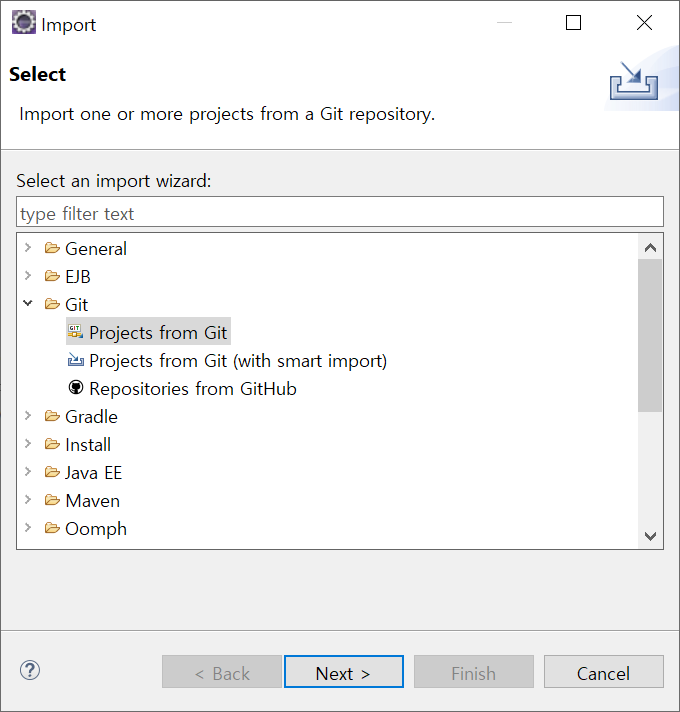 Import
Select
Import one or more projects from a Git repository.
Select an import wizard:
type filter text
General
EJB
Git
GIT Projects from Git
Projects from Git (with smart import)
Repositories from GitHub
Gradle
Install
Java EE
Maven
Oomph
? < Back Next > Finish Cancel